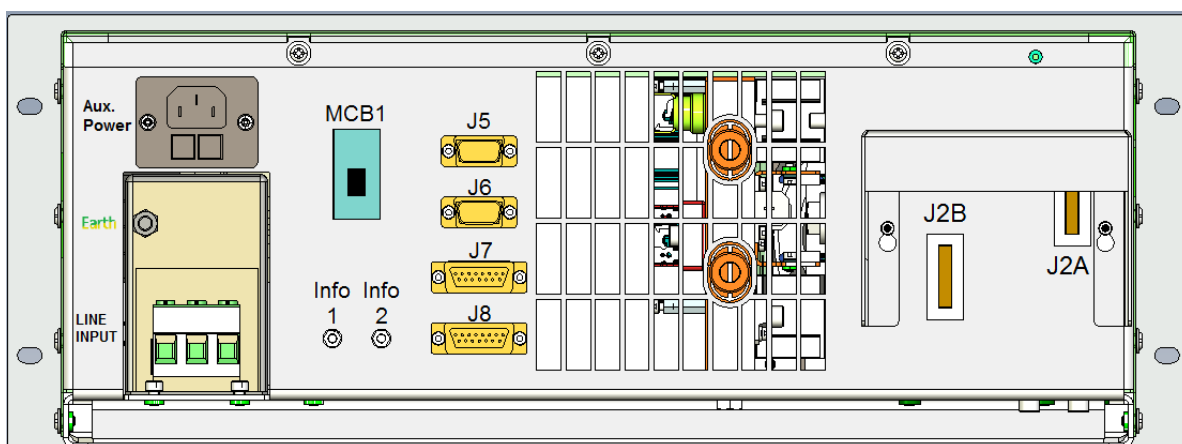 Aux.
Power
MCB1
J5
J6
Earth
J7
J2B
J2A
Info
1
Info
2
J8
LINE
INPUT